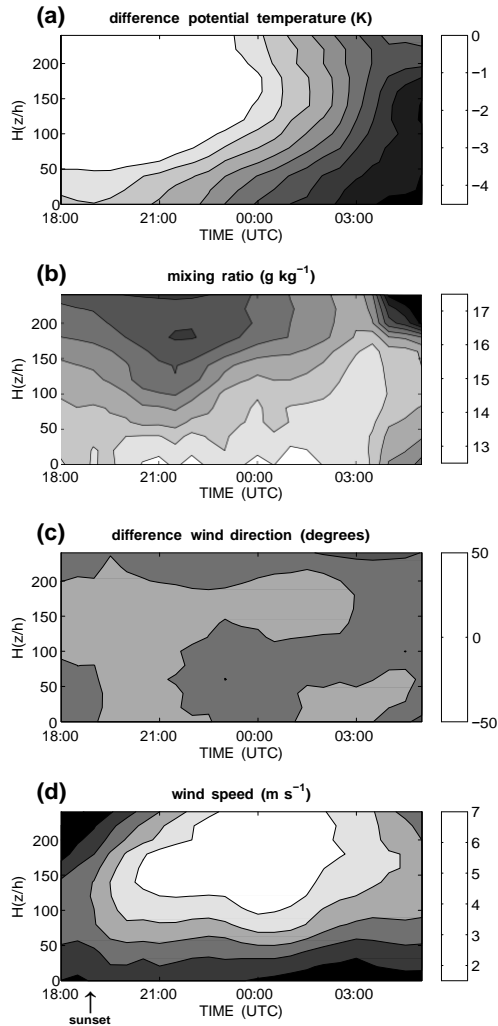 (a) difference potential temperature (K)
H(z/h)
200
150
100
50
0
18:00 21:00 00:00 03:00
TIME (UTC)
0
−1
−2
−3
−4
(b) mixing ratio (g kg⁻¹)
H(z/h)
200
150
100
50
0
18:00 21:00 00:00 03:00
TIME (UTC)
17
16
15
14
13
(c) difference wind direction (degrees)
H(z/h)
200
150
100
50
0
18:00 21:00 00:00 03:00
TIME (UTC)
50
0
−50
(d) wind speed (m s⁻¹)
H(z/h)
200
150
100
50
0
18:00 21:00 00:00 03:00
TIME (UTC)
7
6
5
4
3
2
sunset